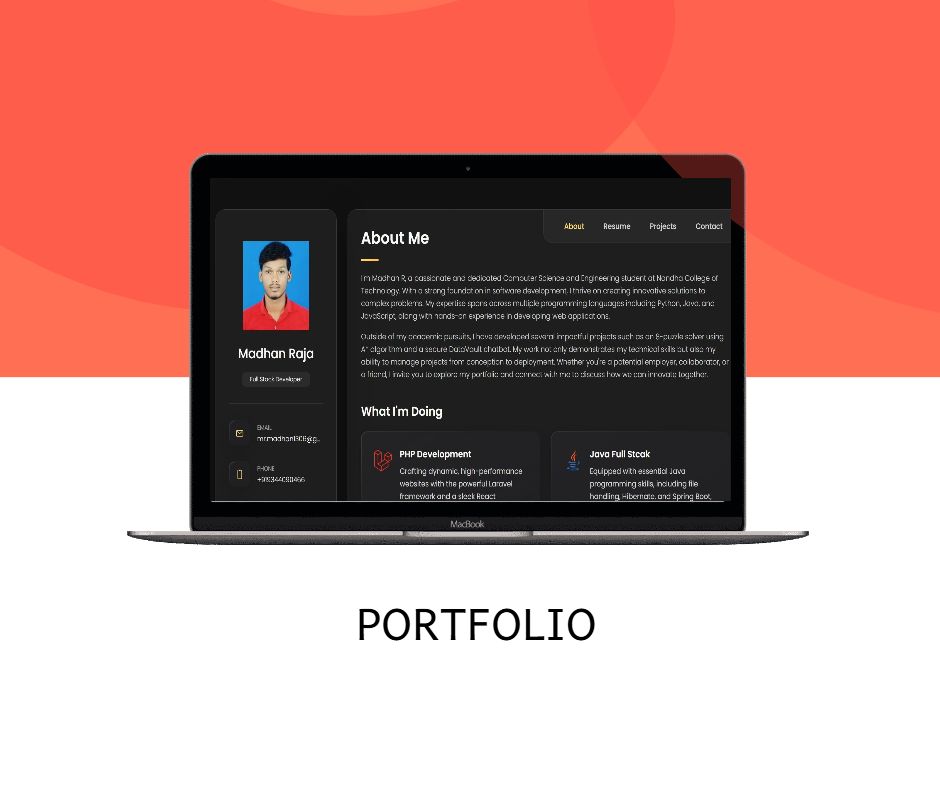 About
Resume
Projects
Contact
About Me
I'm Madhan R, a passionate and dedicated Computer Science and Engineering student at Nandha College of
Technology. With a strong foundation in software development, I thrive on creating innovative solutions to
complex problems. My expertise spans across multiple programming languages including Python, Java, and
JavaScript, along with hands-on experience in developing web applications.
Outside of my academic pursuits, I have developed several impactful projects such as an 8-puzzle solver using
A* algorithm and a secure DataVault chatbot. My work not only demonstrates my technical skills but also my
ability to manage projects from conception to deployment. Whether you're a potential employer, collaborator, or
a friend, I invite you to explore my portfolio and connect with me to discuss how we can innovate together.
Madhan Raja
Full Stack Developer
EMAIL
mr.madhan1306@g...
PHONE
+919344090466
What I'm Doing
PHP Development
Crafting dynamic, high-performance
websites with the powerful Laravel
framework and a sleek React
Java Full Stcak
Equipped with essential Java
programming skills, including file
handling, Hibernate, and Spring Boot,
MacBook
PORTFOLIO